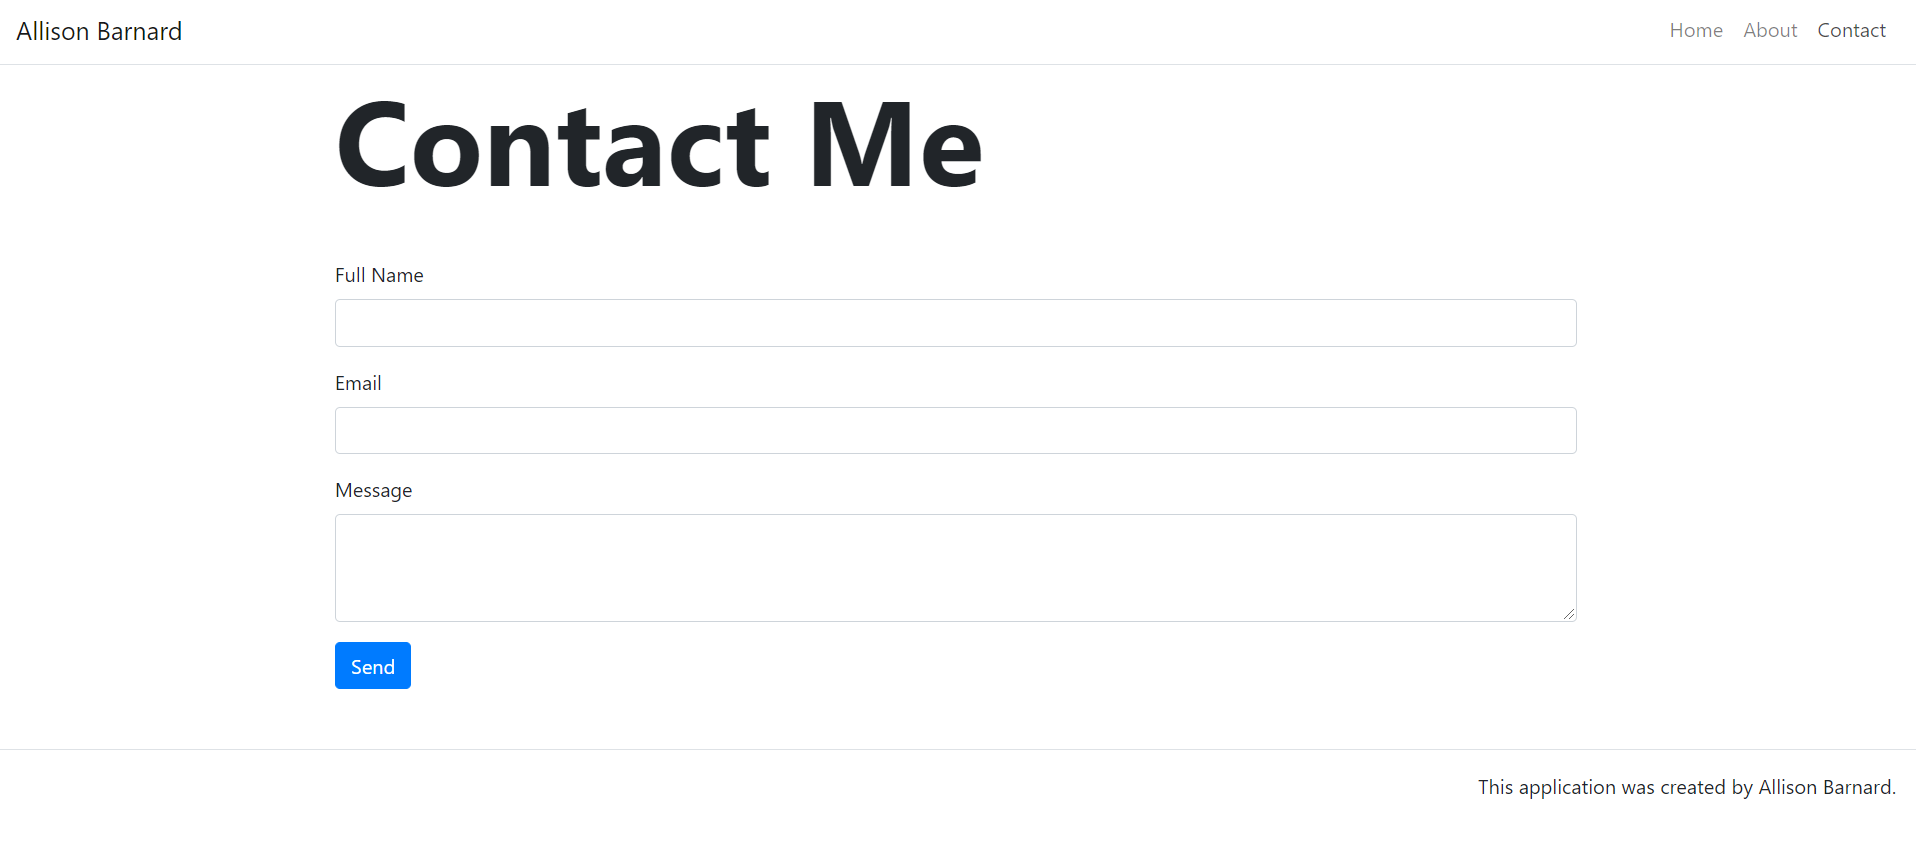 Allison Barnard
Home About Contact
Contact Me
Full Name
Email
Message
Send
This application was created by Allison Barnard.